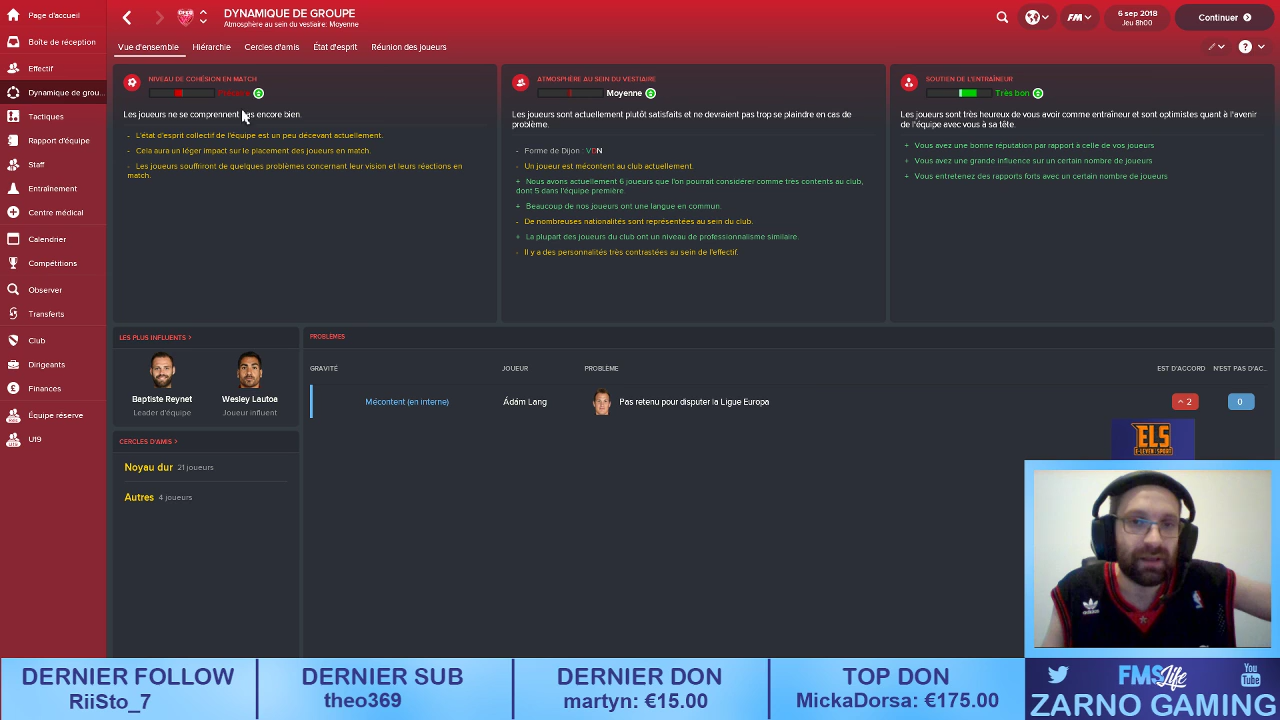 Page d'accueil
Boîte de réception
Effectif
Dynamique de grou...
Tactiques
Rapport d'équipe
Staff
Entraînement
Centre médical
Calendrier
Compétitions
Observer
Transferts
Club
Dirigeants
Finances
Équipe réserve
U19
DYNAMIQUE DE GROUPE
Atmosphère au sein du vestiaire: Moyenne
FM
6 sep 2018
Jeu 8h00
Continuer
Vue d'ensemble
Hiérarchie
Cercles d'amis
État d'esprit
Réunion des joueurs
NIVEAU DE COHÉSION EN MATCH
Les joueurs ne se comprennent pas encore bien.
- L'état d'esprit collectif de l'équipe est un peu décevant actuellement.
- Cela aura un léger impact sur le placement des joueurs en match.
- Les joueurs souffriront de quelques problèmes concernant leur vision et leurs réactions en
match.
ATMOSPHÈRE AU SEIN DU VESTIAIRE
Moyenne
Les joueurs sont actuellement plutôt satisfaits et ne devraient pas trop se plaindre en cas de
problème.
- Forme de Dijon : VDN
- Un joueur est mécontent au club actuellement.
+ Nous avons actuellement 6 joueurs que l'on pourrait considérer comme très contents au club,
dont 5 dans l'équipe première.
+ Beaucoup de nos joueurs ont une langue en commun.
- De nombreuses nationalités sont représentées au sein du club.
+ La plupart des joueurs du club ont un niveau de professionnalisme similaire.
- Il y a des personnalités très contrastées au sein de l'effectif.
SOUTIEN DE L'ENTRAÎNEUR
Très bon
Les joueurs sont très heureux de vous avoir comme entraîneur et sont optimistes quant à l'avenir
de l'équipe avec vous à sa tête.
+ Vous avez une bonne réputation par rapport à celle de vos joueurs
+ Vous avez une grande influence sur un certain nombre de joueurs
+ Vous entretenez des rapports forts avec un certain nombre de joueurs
LES PLUS INFLUENTS >
Baptiste Reynet
Leader d'équipe
Wesley Lautoa
Joueur influent
CERCLES D'AMIS >
Noyau dur 21 joueurs
Autres 4 joueurs
PROBLÈMES
GRAVITÉ JOUEUR PROBLÈME EST D'ACCORD N'EST PAS D'AC...
Mécontent (en interne) Ádám Lang Pas retenu pour disputer la Ligue Europa 2 0
ELS
E-LEVEN ESPORT
DERNIER FOLLOW
RiiSto_7
DERNIER SUB
theo369
DERNIER DON
martyn: €15.00
TOP DON
MickaDorsa: €175.00
FMSLife
You
Tube
ZARNO GAMING